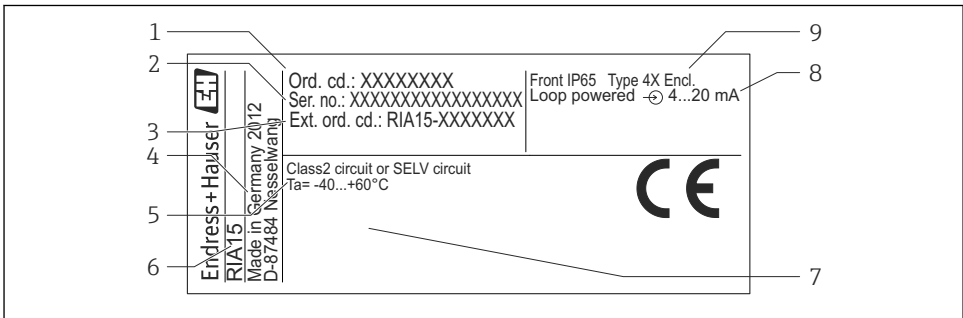 1
2
3
4
5
6
7
8
9
Endress+Hauser EH
RIA15
Made in Germany 2012
D-87484 Nesselwang
Ord. cd.: XXXXXXXX
Ser. no.: XXXXXXXXXXXXXXXXX
Ext. ord. cd.: RIA15-XXXXXXX
Front IP65 Type 4X Encl.
Loop powered 4...20 mA
Class2 circuit or SELV circuit
Ta= -40...+60°C
CE